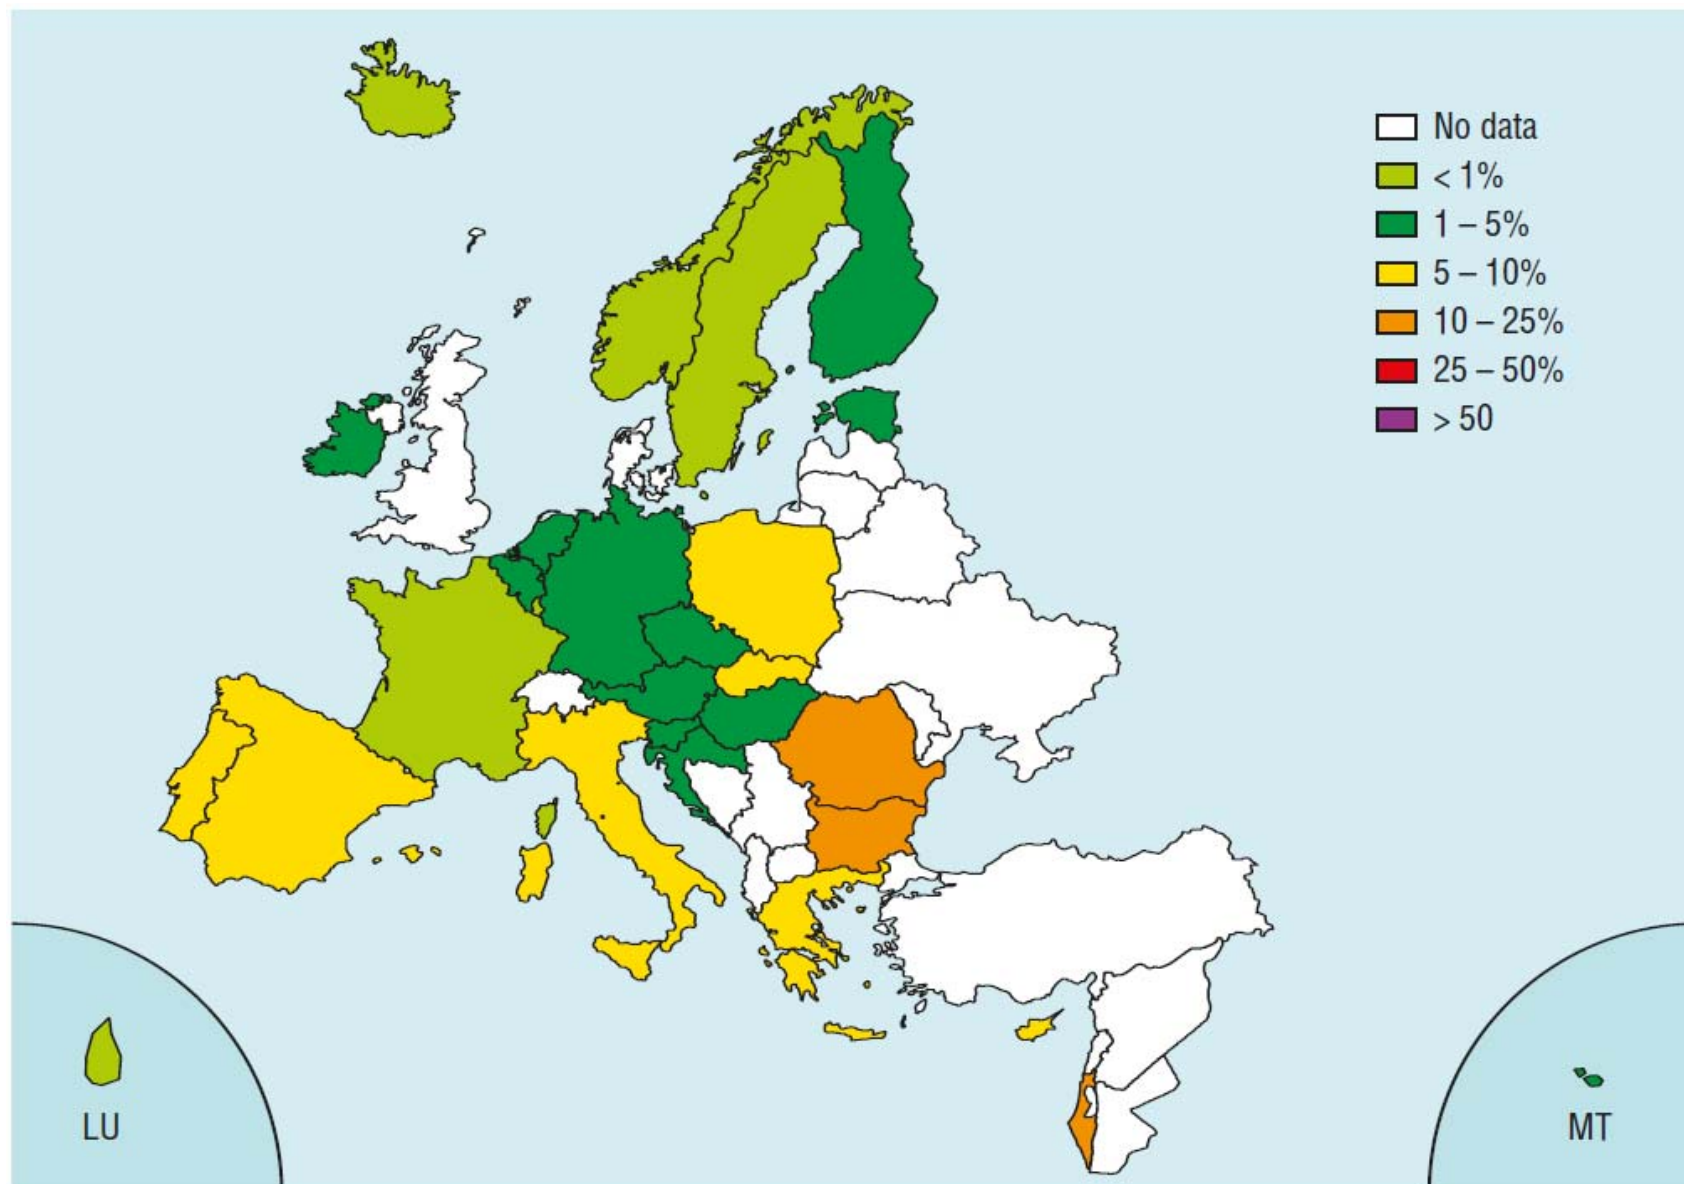 No data
< 1%
1 – 5%
5 – 10%
10 – 25%
25 – 50%
> 50
LU
MT